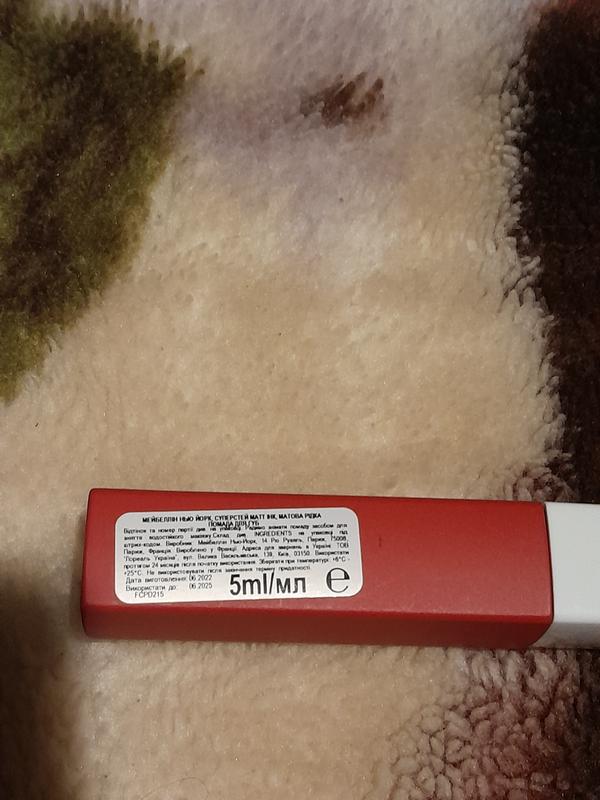 МЕЙБЕЛЛІН НЬЮ ЙОРК, СУПЕРСТЕЙ МАТТ ІНК, МАТОВА РІДКА
ПОМАДА ДЛЯ ГУБ
Відтінок та номер партії див. на упаковці. Радимо знімати помаду засобом для
зняття водостійкого макіяжу.Склад див. INGREDIENTS на упаковці під
штрих-кодом. Виробник: Мейбеллін Нью-Йорк, 14 Рю Руаяль, Париж, 75008,
Париж, Франція. Вироблено у Франції. Адреса для звернень в Україні: ТОВ
"Лореаль Україна", вул. Велика Васильківська, 139, Київ, 03150. Використати
протягом 24 місяців після початку використання. Зберігати при температурі: +6°C -
+25°C. Не використовувати після закінчення терміну придатності.
Дата виготовлення: 06.2022
Використати до: 06.2025
FCPD215
5ml/мл ℮